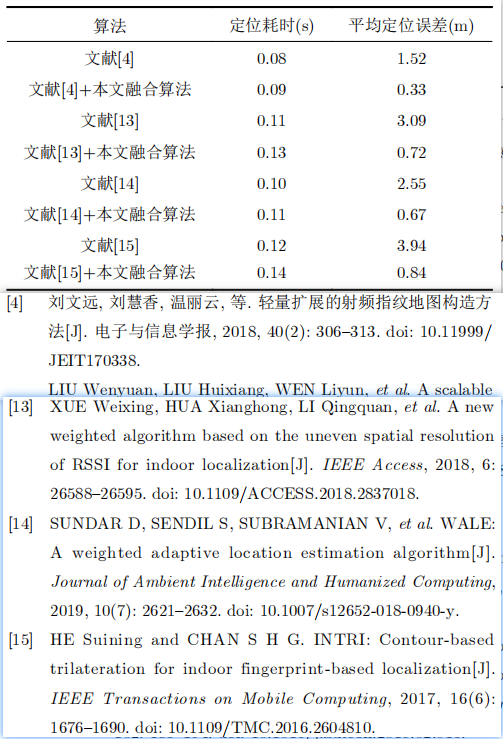 算法 定位耗时(s) 平均定位误差(m)
文献[4] 0.08 1.52
文献[4]+本文融合算法 0.09 0.33
文献[13] 0.11 3.09
文献[13]+本文融合算法 0.13 0.72
文献[14] 0.10 2.55
文献[14]+本文融合算法 0.11 0.67
文献[15] 0.12 3.94
文献[15]+本文融合算法 0.14 0.84
[4] 刘文远, 刘慧香, 温丽云, 等. 轻量扩展的射频指纹地图构造方
法[J]. 电子与信息学报, 2018, 40(2): 306–313. doi: 10.11999/
JEIT170338.
LIU Wenyuan, LIU Huixiang, WEN Liyun, et al. A scalable
[13] XUE Weixing, HUA Xianghong, LI Qingquan, et al. A new
weighted algorithm based on the uneven spatial resolution
of RSSI for indoor localization[J]. IEEE Access, 2018, 6:
26588–26595. doi: 10.1109/ACCESS.2018.2837018.
[14] SUNDAR D, SENDIL S, SUBRAMANIAN V, et al. WALE:
A weighted adaptive location estimation algorithm[J].
Journal of Ambient Intelligence and Humanized Computing,
2019, 10(7): 2621–2632. doi: 10.1007/s12652-018-0940-y.
[15] HE Suining and CHAN S H G. INTRI: Contour-based
trilateration for indoor fingerprint-based localization[J].
IEEE Transactions on Mobile Computing, 2017, 16(6):
1676–1690. doi: 10.1109/TMC.2016.2604810.